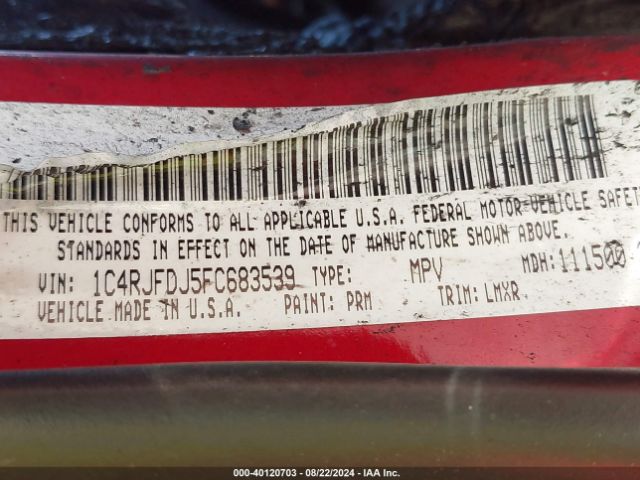 THIS VEHICLE CONFORMS TO ALL APPLICABLE U.S.A. FEDERAL MOTOR VEHICLE SAFETY
STANDARDS IN EFFECT ON THE DATE OF MANUFACTURE SHOWN ABOVE.
VIN: 1C4RJFDJ5FC683539 TYPE: MPV MDH: 111500
VEHICLE MADE IN U.S.A. PAINT: PRM TRIM: LMXR
000-40120703 - 08/22/2024 - IAA Inc.